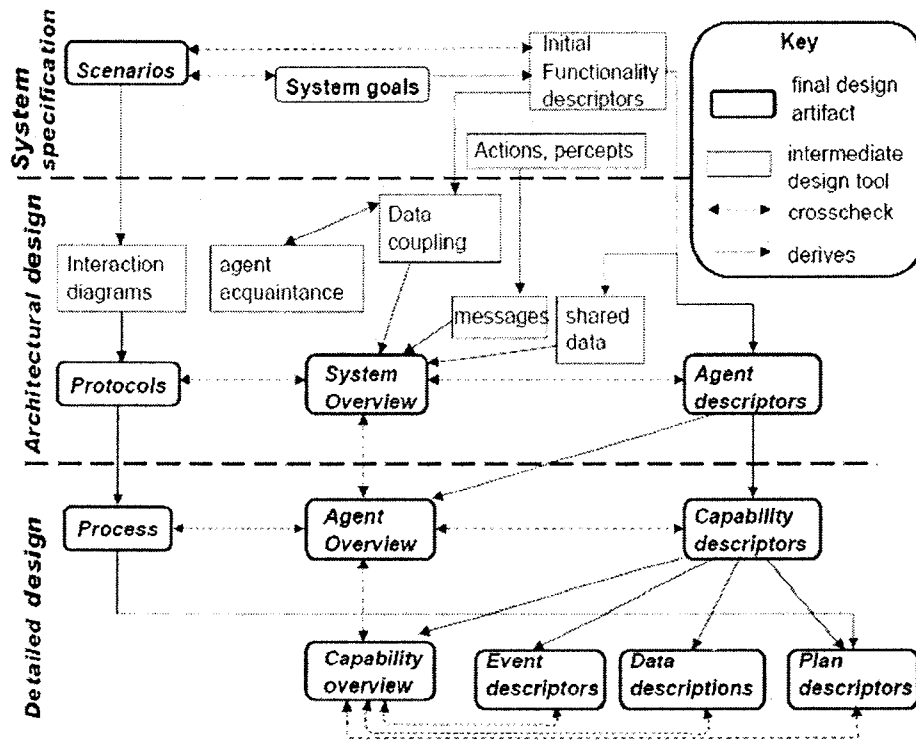 System specification
Scenarios
System goals
Initial
Functionality
descriptors
Actions, percepts
Key
final design
artifact
intermediate
design tool
crosscheck
derives
Architectural design
Interaction
diagrams
agent
acquaintance
Data
coupling
messages
shared
data
Protocols
System
Overview
Agent
descriptors
Detailed design
Process
Agent
Overview
Capability
descriptors
Capability
overview
Event
descriptors
Data
descriptions
Plan
descriptors